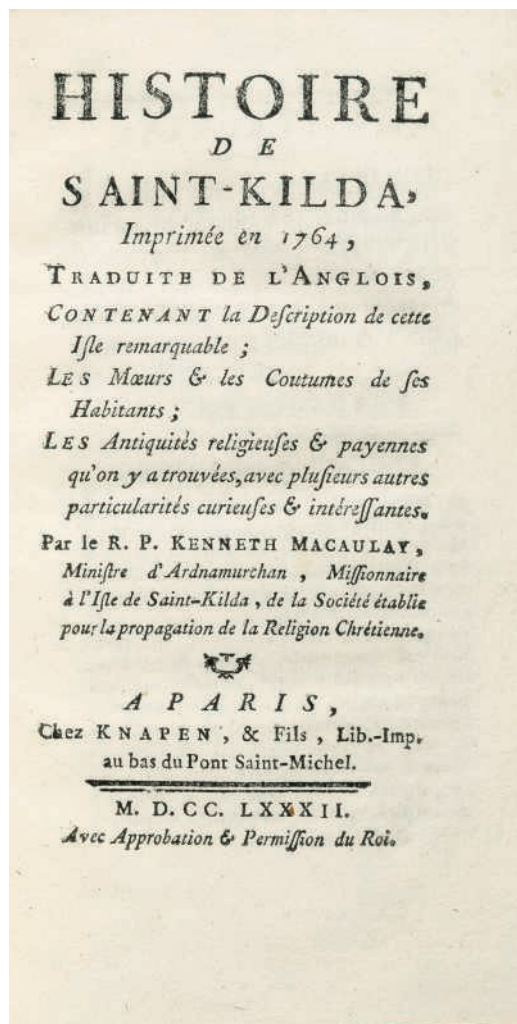 HISTOIRE
DE
SAINT-KILDA,
Imprimée en 1764,
TRADUITE DE L'ANGLOIS,
CONTENANT la Deſcription de cette
Iſle remarquable ;
LES Mœurs & les Coutumes de ſes
Habitants ;
LES Antiquités religieuſes & payennes
qu'on y a trouvées, avec pluſieurs autres
particularités curieuſes & intéreſſantes.
Par le R. P. KENNETH MACAULAY,
Miniſtre d'Ardnamurchan , Miſſionnaire
à l'Iſle de Saint-Kilda , de la Société établie
pour la propagation de la Religion Chrétienne.
A PARIS,
Chez KNAPEN , & Fils , Lib.-Imp.
au bas du Pont Saint-Michel.
M. D. CC. LXXXII.
Avec Approbation & Permiſſion du Roi.